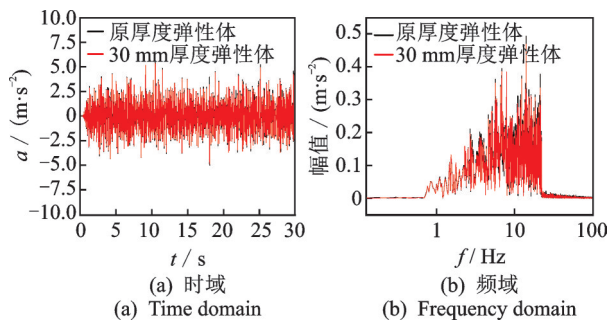 10.0
7.5
5.0
2.5
0
−2.5
−5.0
−7.5
−10.0
a / (m·s⁻²)
原厚度弹性体
30 mm厚度弹性体
0 5 10 15 20 25 30
t / s
(a) 时域
(a) Time domain
0.5
0.4
0.3
0.2
0.1
0
幅值 / (m·s⁻²)
原厚度弹性体
30 mm厚度弹性体
1 10 100
f / Hz
(b) 频域
(b) Frequency domain